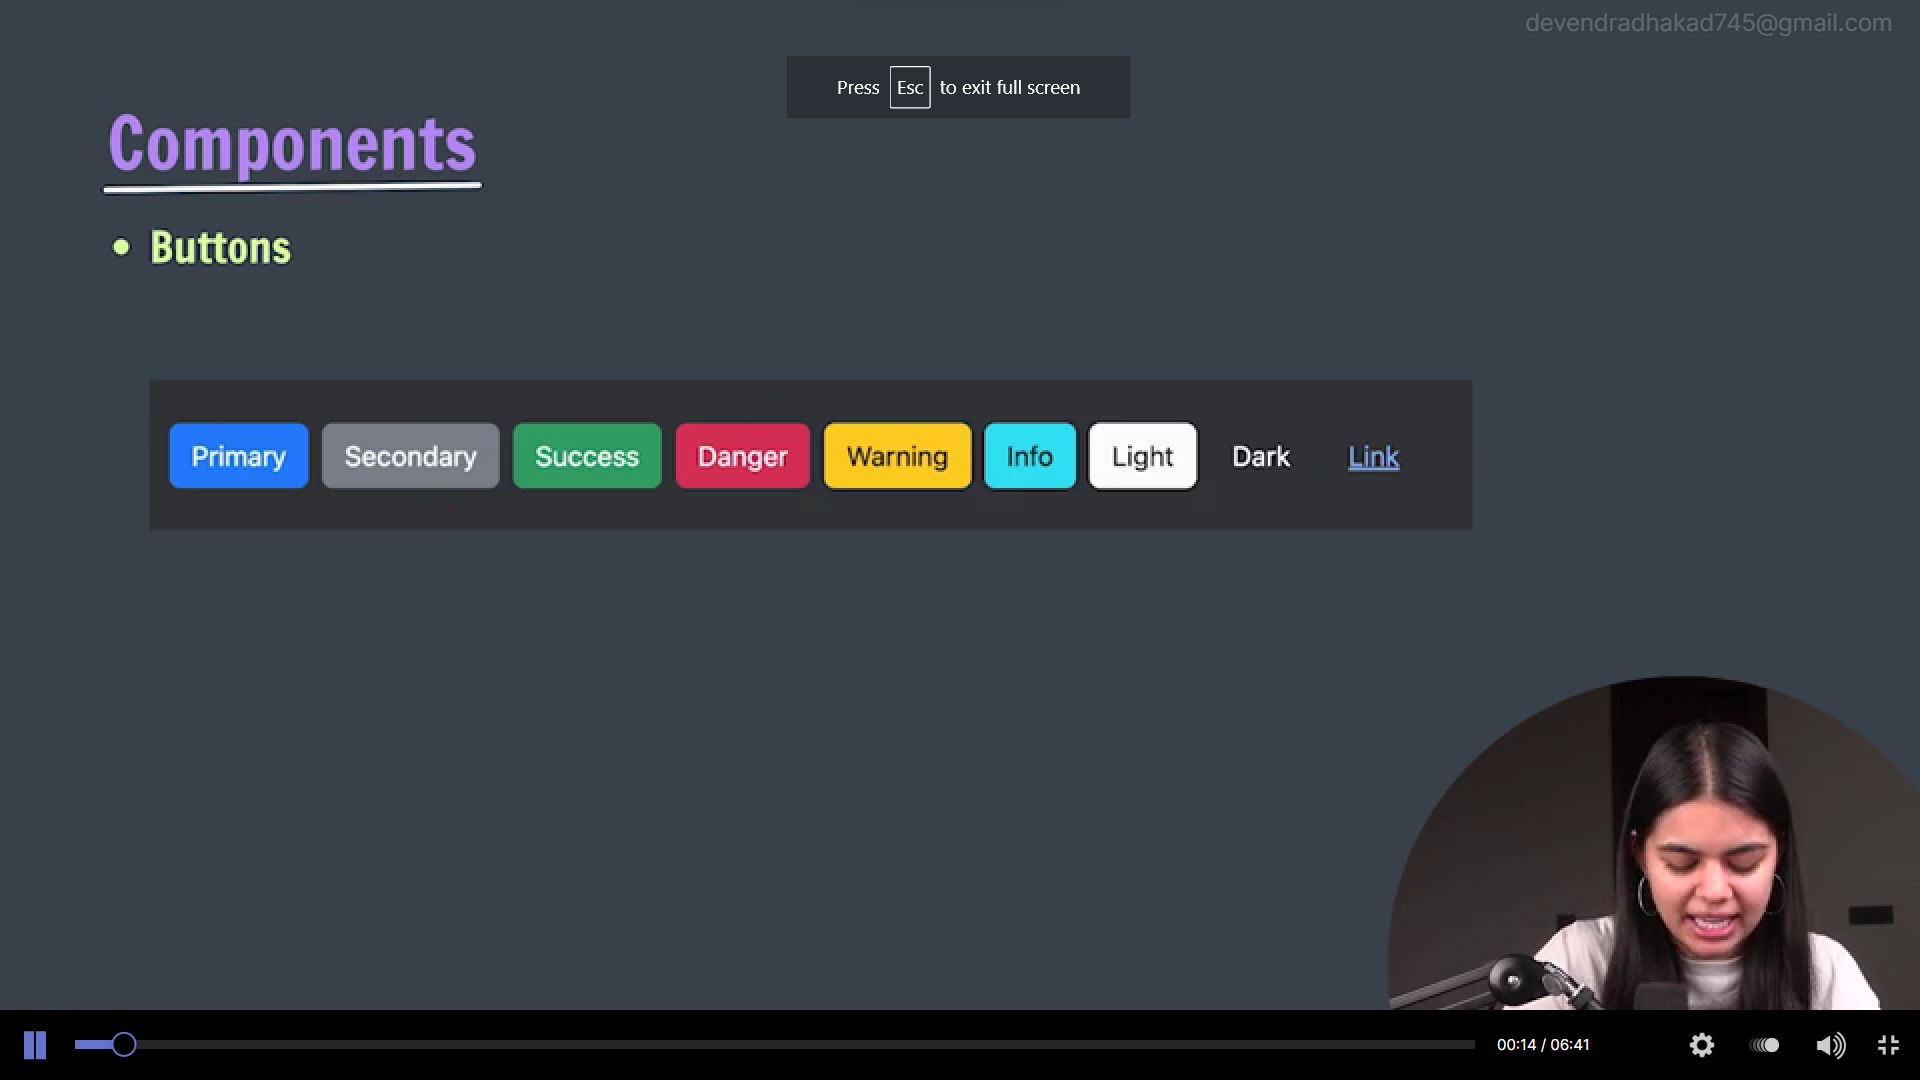 devendradhakad745@gmail.com
Press Esc to exit full screen
Components
• Buttons
Primary Secondary Success Danger Warning Info Light Dark Link
00:14 / 06:41